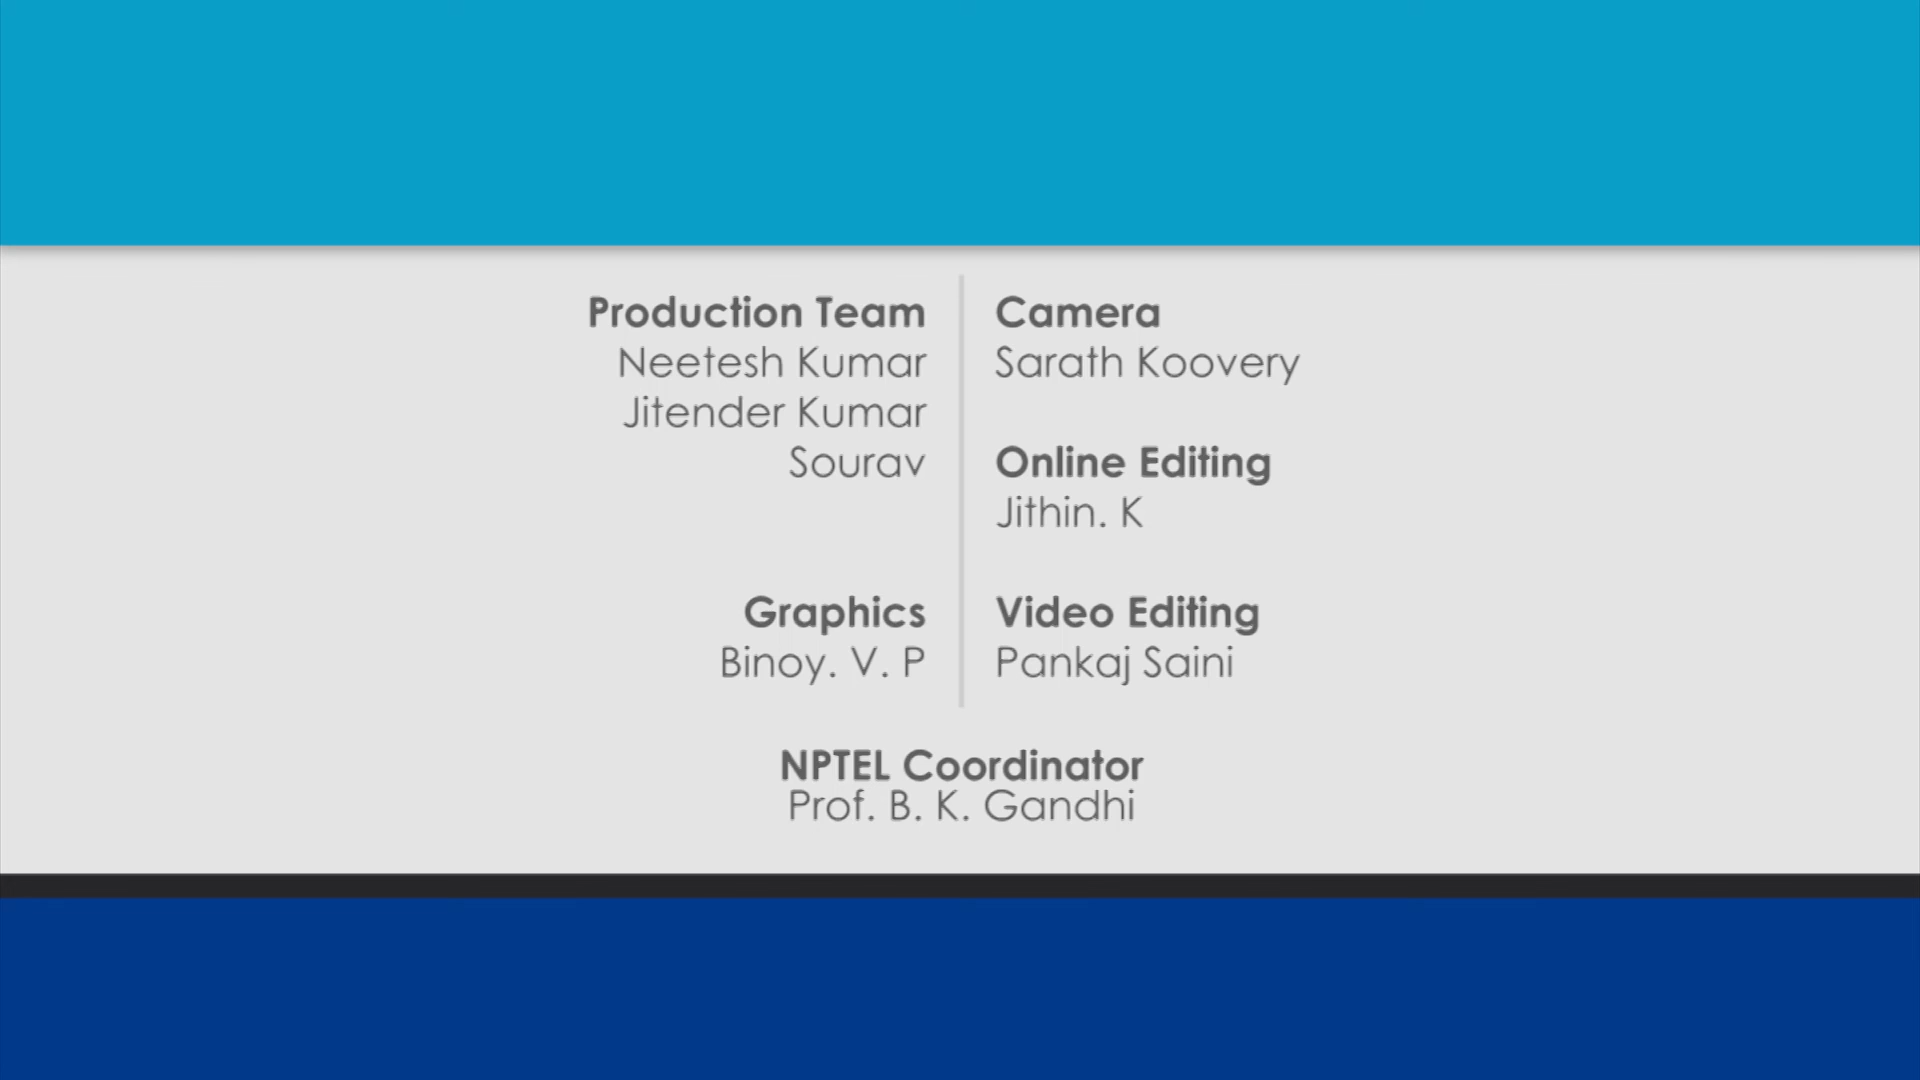 Production Team
Neetesh Kumar
Jitender Kumar
Sourav
Graphics
Binoy. V. P
Camera
Sarath Koovery
Online Editing
Jithin. K
Video Editing
Pankaj Saini
NPTEL Coordinator
Prof. B. K. Gandhi